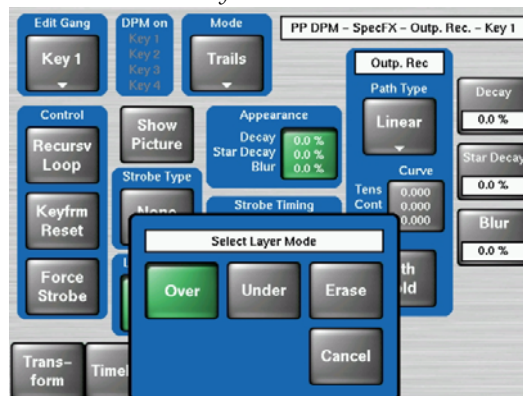 Edit Gang
Key 1
DPM on
Key 1
Key 2
Key 3
Key 4
Mode
Trails
PP DPM – SpecFX – Outp. Rec. – Key 1
Outp. Rec
Path Type
Linear
Curve
Tens 0.000
Cont 0.000
0.000
Decay
0.0 %
Star Decay
0.0 %
Blur
0.0 %
Control
Recursv
Loop
Keyfrm
Reset
Force
Strobe
Show
Picture
Strobe Type
None
Appearance
Decay 0.0 %
Star Decay 0.0 %
Blur 0.0 %
Strobe Timing
Select Layer Mode
Over
Under
Erase
Cancel
Trans–
form